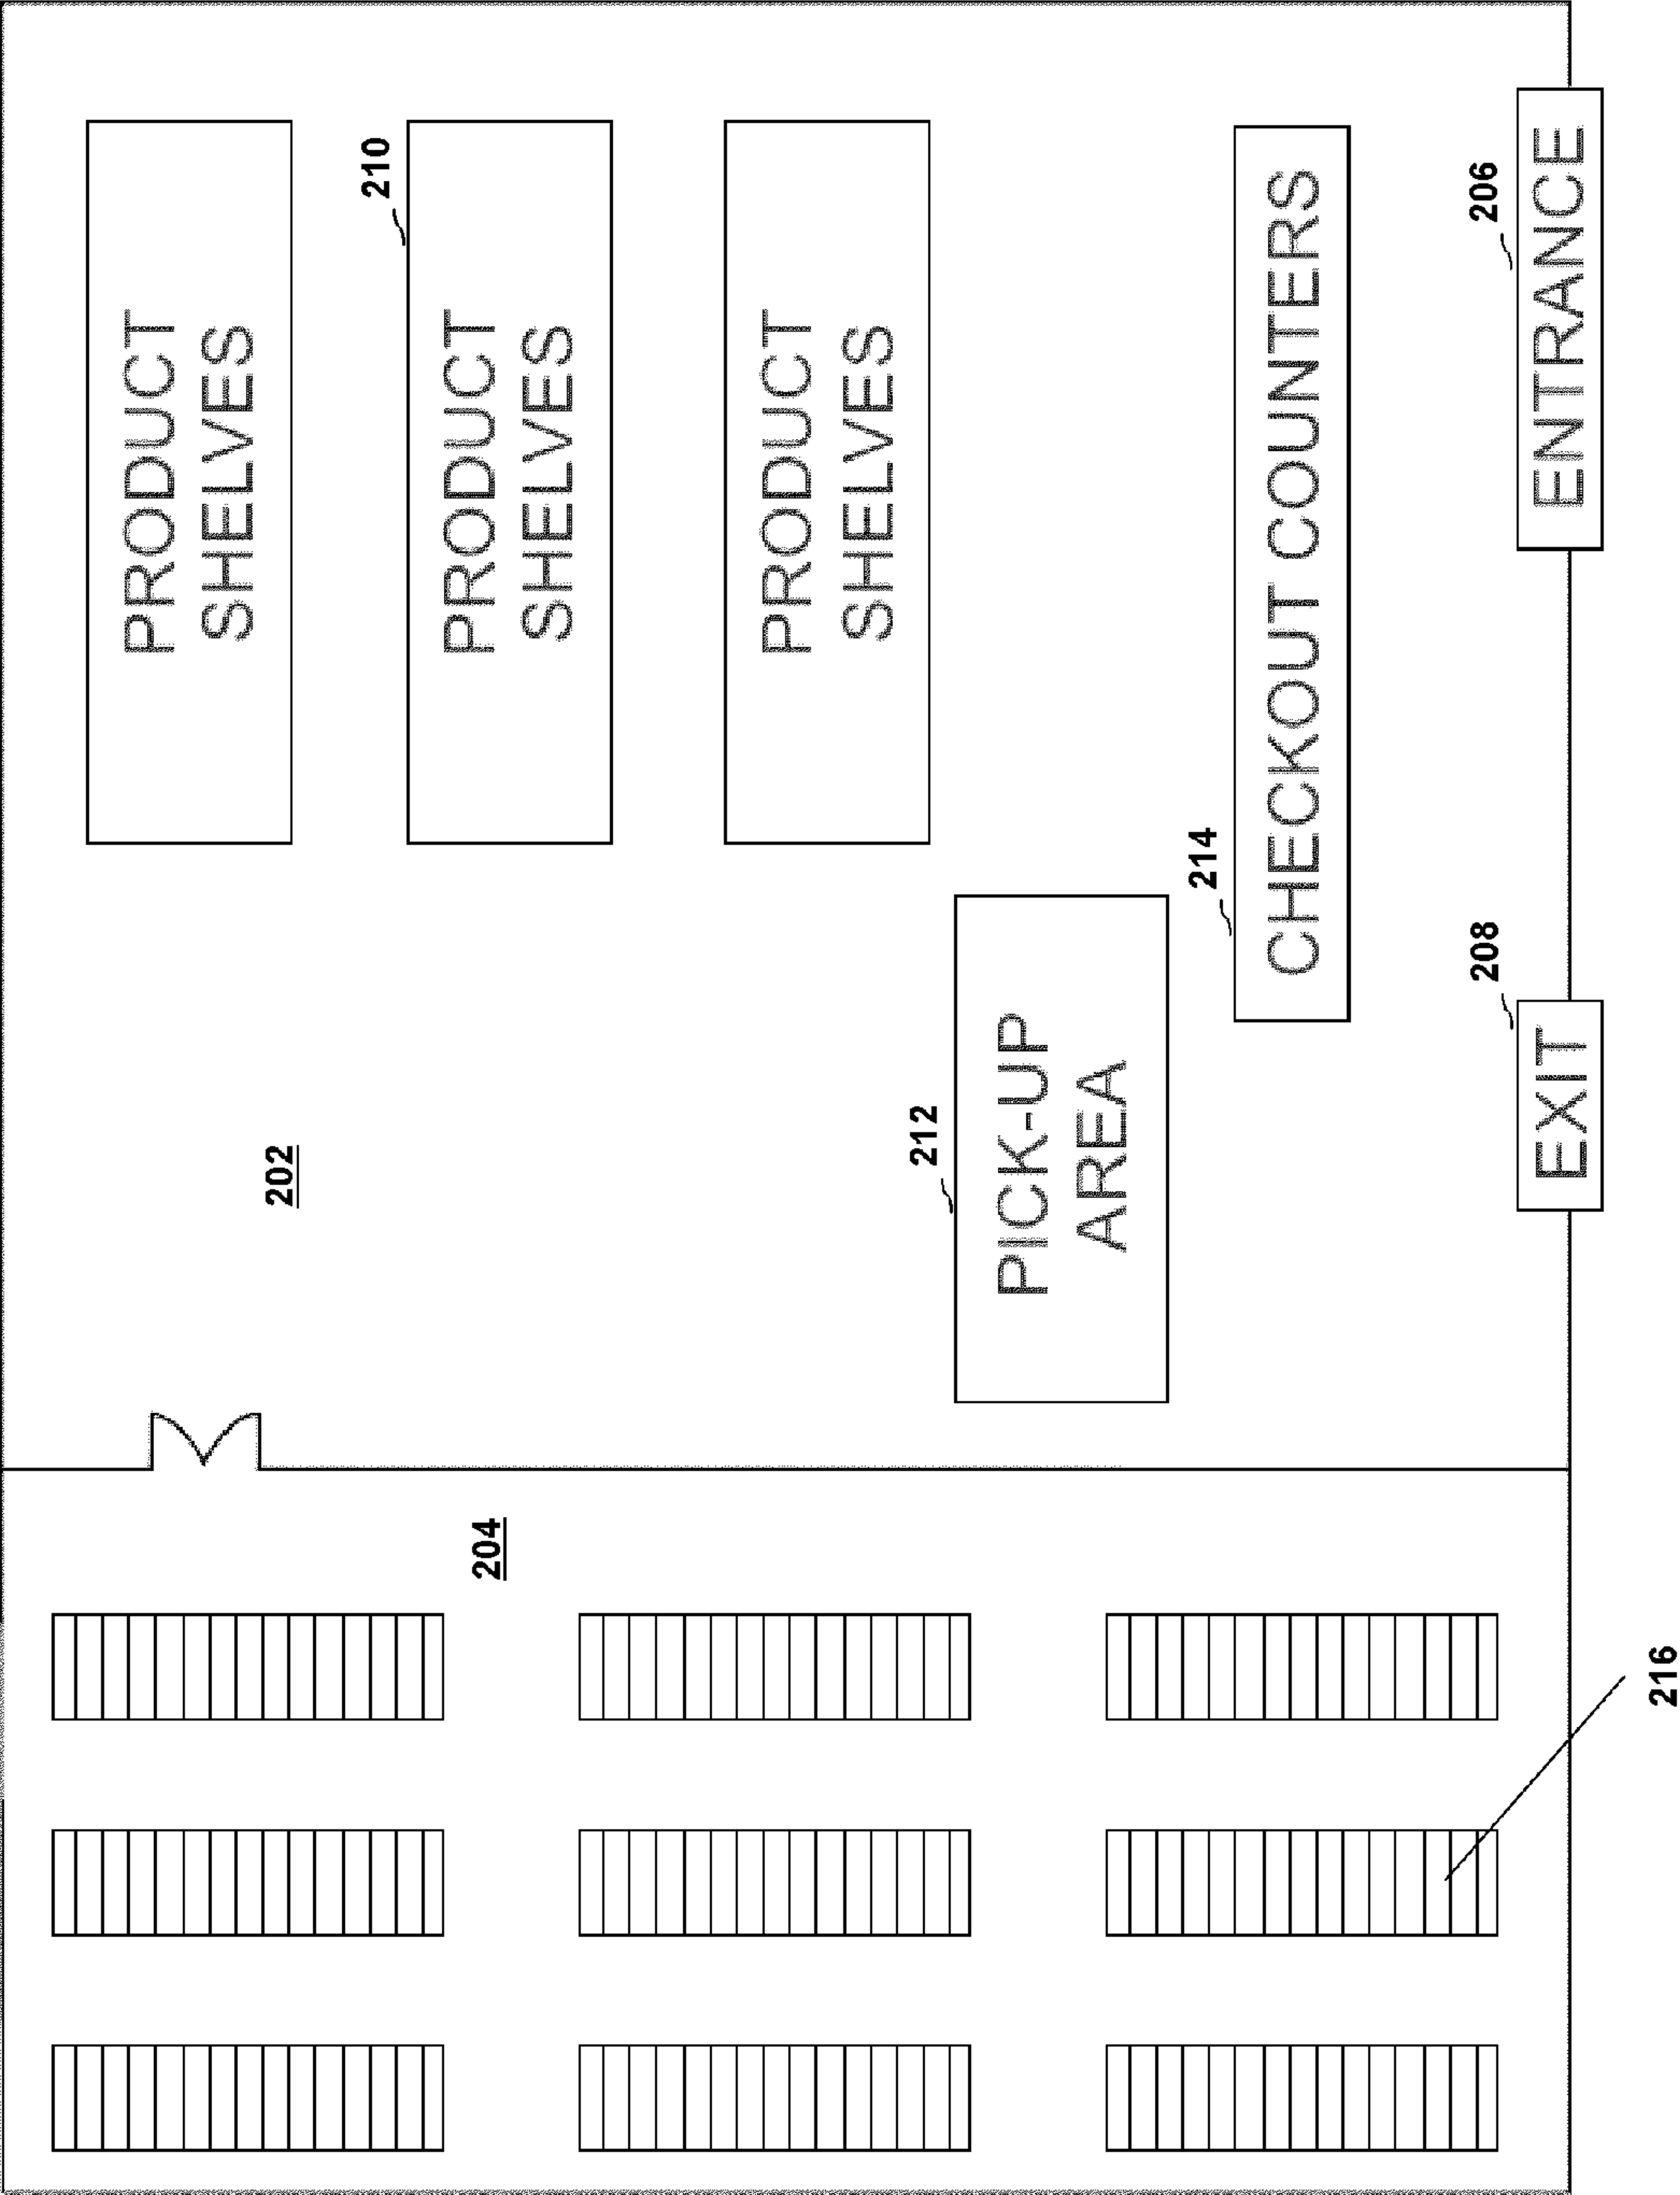 PRODUCT
SHELVES
202
210
PRODUCT
SHELVES
204
PRODUCT
SHELVES
212
PICK-UP
AREA
214
CHECKOUT COUNTERS
208
206
EXIT
ENTRANCE
216